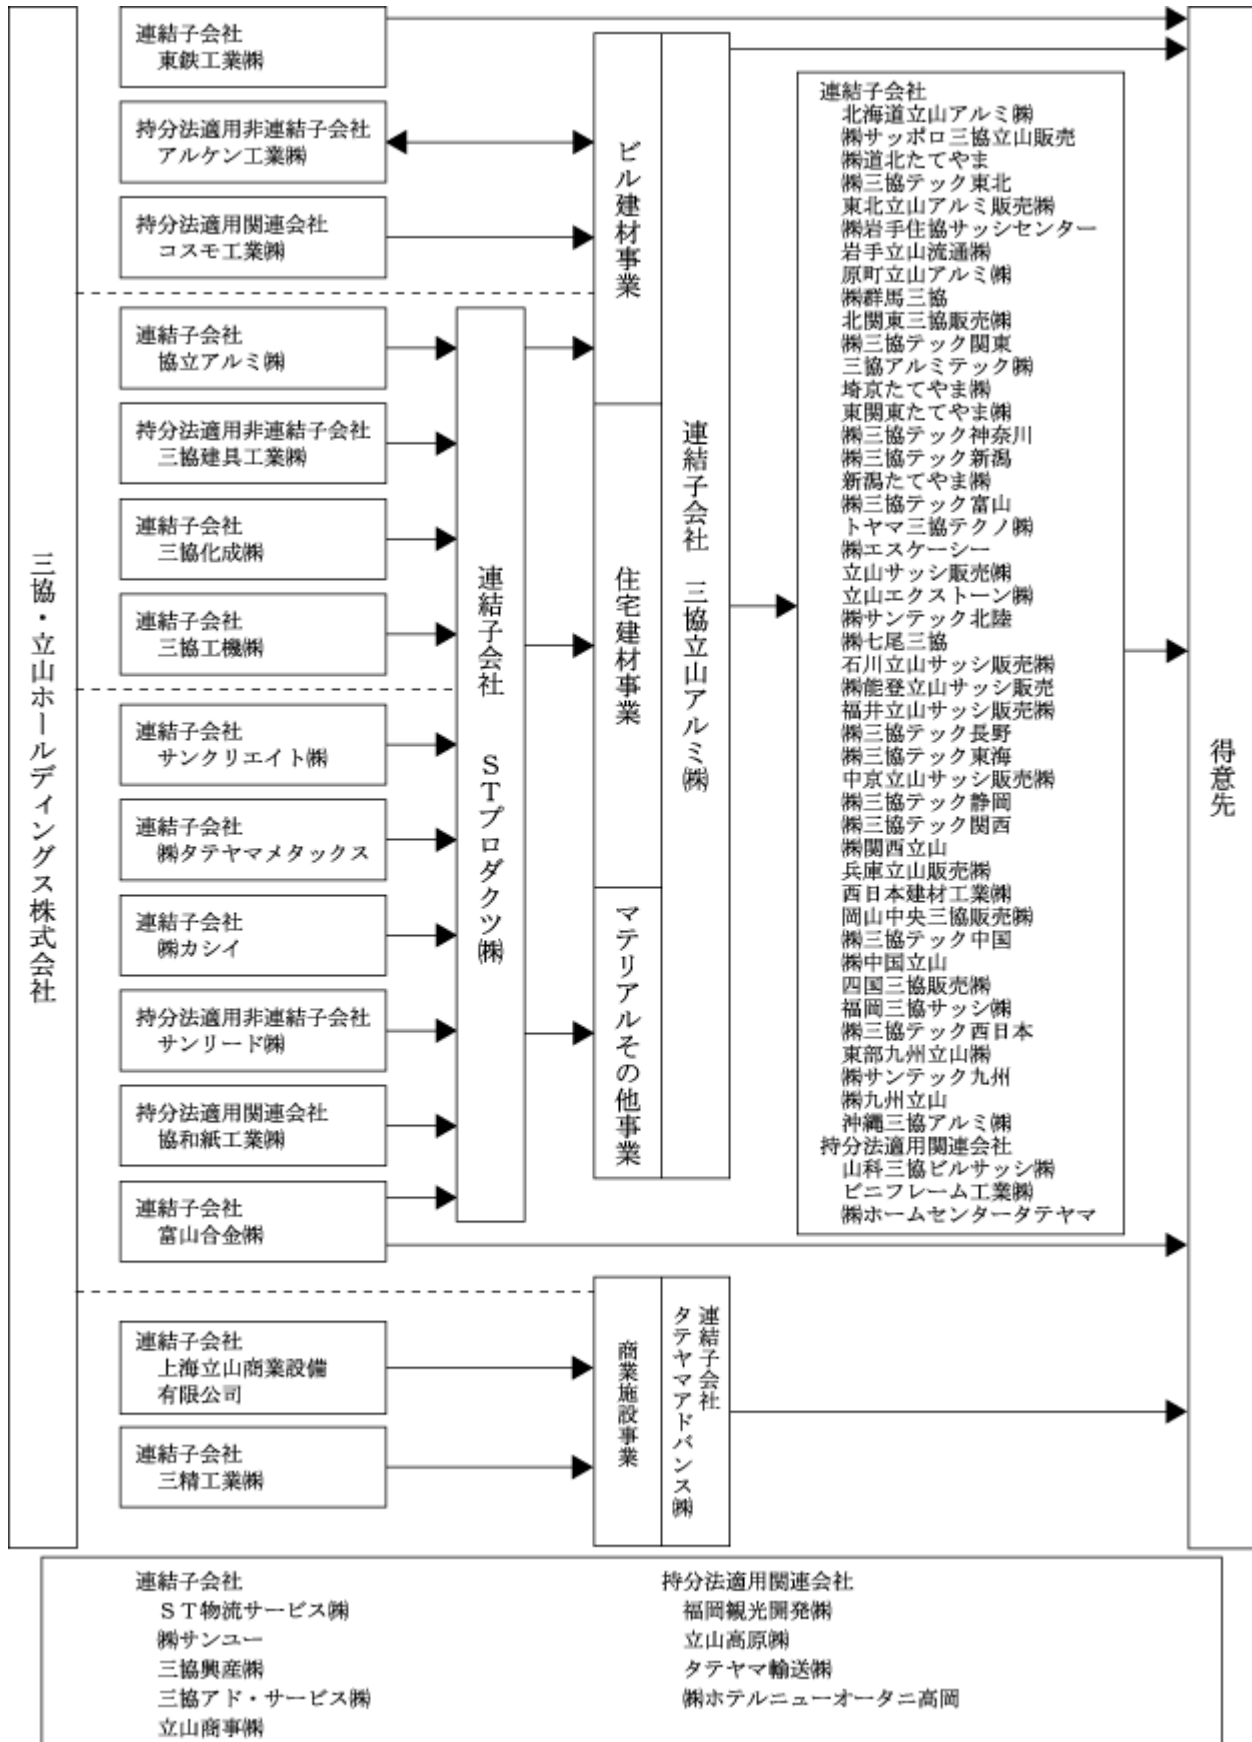 三協・立山ホールディングス株式会社
連結子会社
東鉄工業㈱
持分法適用非連結子会社
アルケン工業㈱
持分法適用関連会社
コスモ工業㈱
連結子会社
協立アルミ㈱
持分法適用非連結子会社
三協建具工業㈱
連結子会社
三協化成㈱
連結子会社
三協工機㈱
連結子会社
サンクリエイト㈱
連結子会社
㈱タテヤマメタックス
連結子会社
㈱カシイ
持分法適用非連結子会社
サンリード㈱
持分法適用関連会社
協和紙工業㈱
連結子会社
富山合金㈱
連結子会社
上海立山商業設備
有限公司
連結子会社
三精工業㈱
連結子会社 STプロダクツ㈱
ビル建材事業
住宅建材事業
マテリアルその他事業
連結子会社 三協立山アルミ㈱
商業施設事業
連結子会社
タテヤマアドバンス㈱
連結子会社
北海道立山アルミ㈱
㈱サッポロ三協立山販売
㈱道北たてやま
㈱三協テック東北
東北立山アルミ販売㈱
㈱岩手住協サッシセンター
岩手立山流通㈱
原町立山アルミ㈱
㈱群馬三協
北関東三協販売㈱
㈱三協テック関東
三協アルミテック㈱
埼京たてやま㈱
東関東たてやま㈱
㈱三協テック神奈川
㈱三協テック新潟
新潟たてやま㈱
㈱三協テック富山
トヤマ三協テクノ㈱
㈱エスケーシー
立山サッシ販売㈱
立山エクストーン㈱
㈱サンテック北陸
㈱七尾三協
石川立山サッシ販売㈱
㈱能登立山サッシ販売
福井立山サッシ販売㈱
㈱三協テック長野
㈱三協テック東海
中京立山サッシ販売㈱
㈱三協テック静岡
㈱三協テック関西
㈱関西立山
兵庫立山販売㈱
西日本建材工業㈱
岡山中央三協販売㈱
㈱三協テック中国
㈱中国立山
四国三協販売㈱
福岡三協サッシ㈱
㈱三協テック西日本
東部九州立山㈱
㈱サンテック九州
㈱九州立山
沖縄三協アルミ㈱
持分法適用関連会社
山科三協ビルサッシ㈱
ビニフレーム工業㈱
㈱ホームセンタータテヤマ
得意先
連結子会社
ＳＴ物流サービス㈱
㈱サンユー
三協興産㈱
三協アド・サービス㈱
立山商事㈱
持分法適用関連会社
福岡観光開発㈱
立山高原㈱
タテヤマ輸送㈱
㈱ホテルニューオータニ高岡